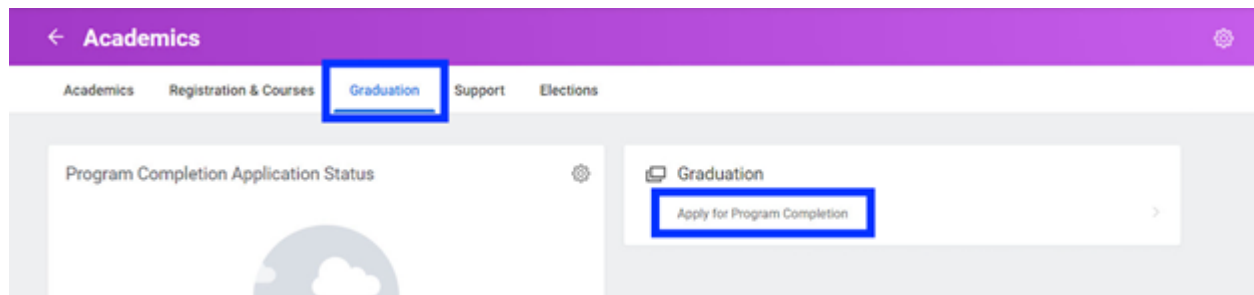 Academics
Academics Registration & Courses Graduation Support Elections
Program Completion Application Status
Graduation
Apply for Program Completion